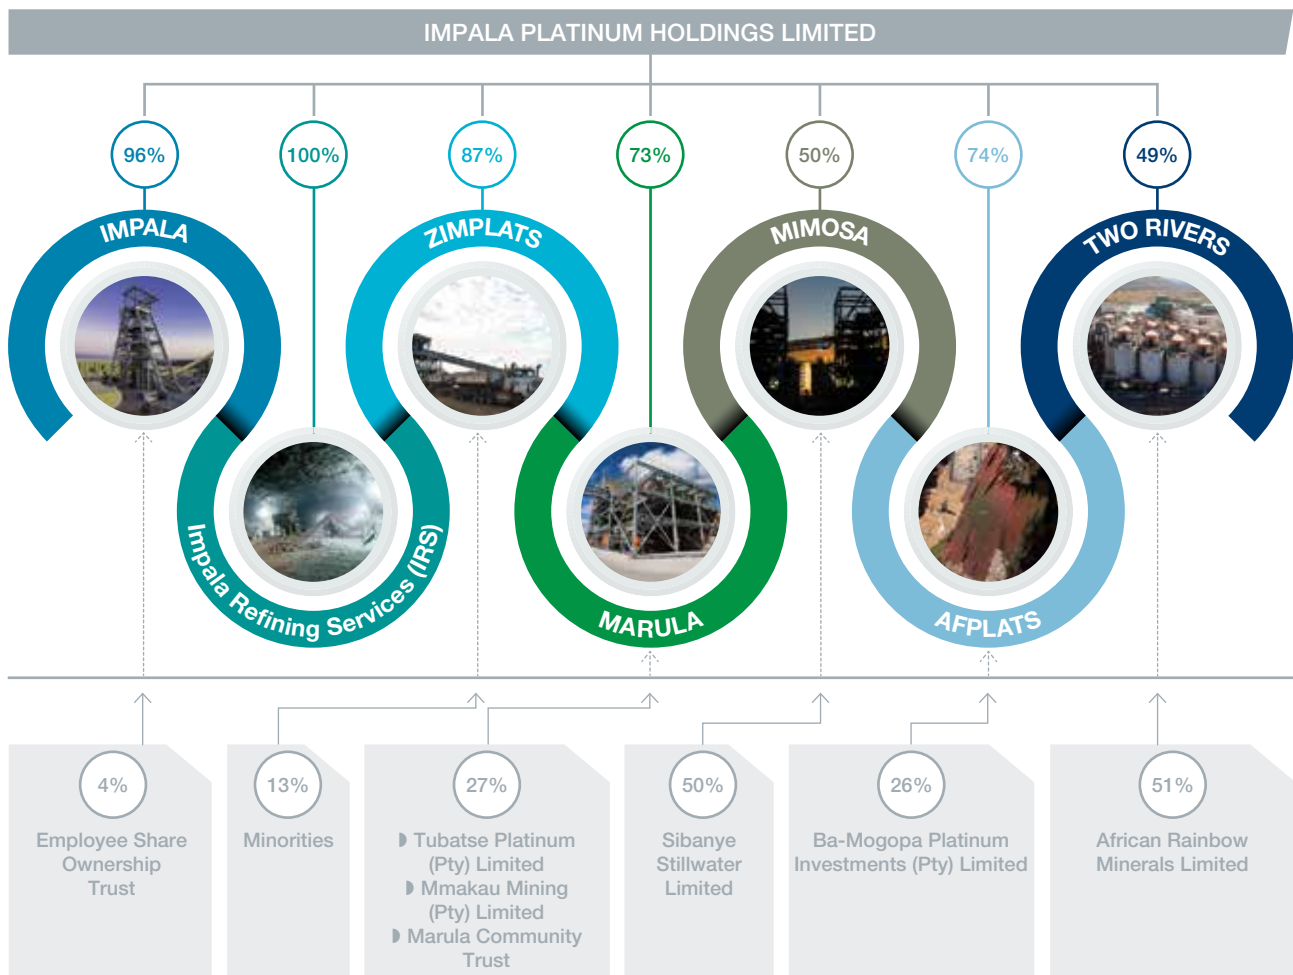 IMPALA PLATINUM HOLDINGS LIMITED
96%
100%
87%
73%
50%
74%
49%
IMPALA
ZIMPLATS
MIMOSA
TWO RIVERS
Impala Refining Services (IRS)
MARULA
AFPLATS
4%
Employee Share
Ownership
Trust
13%
Minorities
27%
◗ Tubatse Platinum
(Pty) Limited
◗ Mmakau Mining
(Pty) Limited
◗ Marula Community
Trust
50%
Sibanye
Stillwater
Limited
26%
Ba-Mogopa Platinum
Investments (Pty) Limited
51%
African Rainbow
Minerals Limited